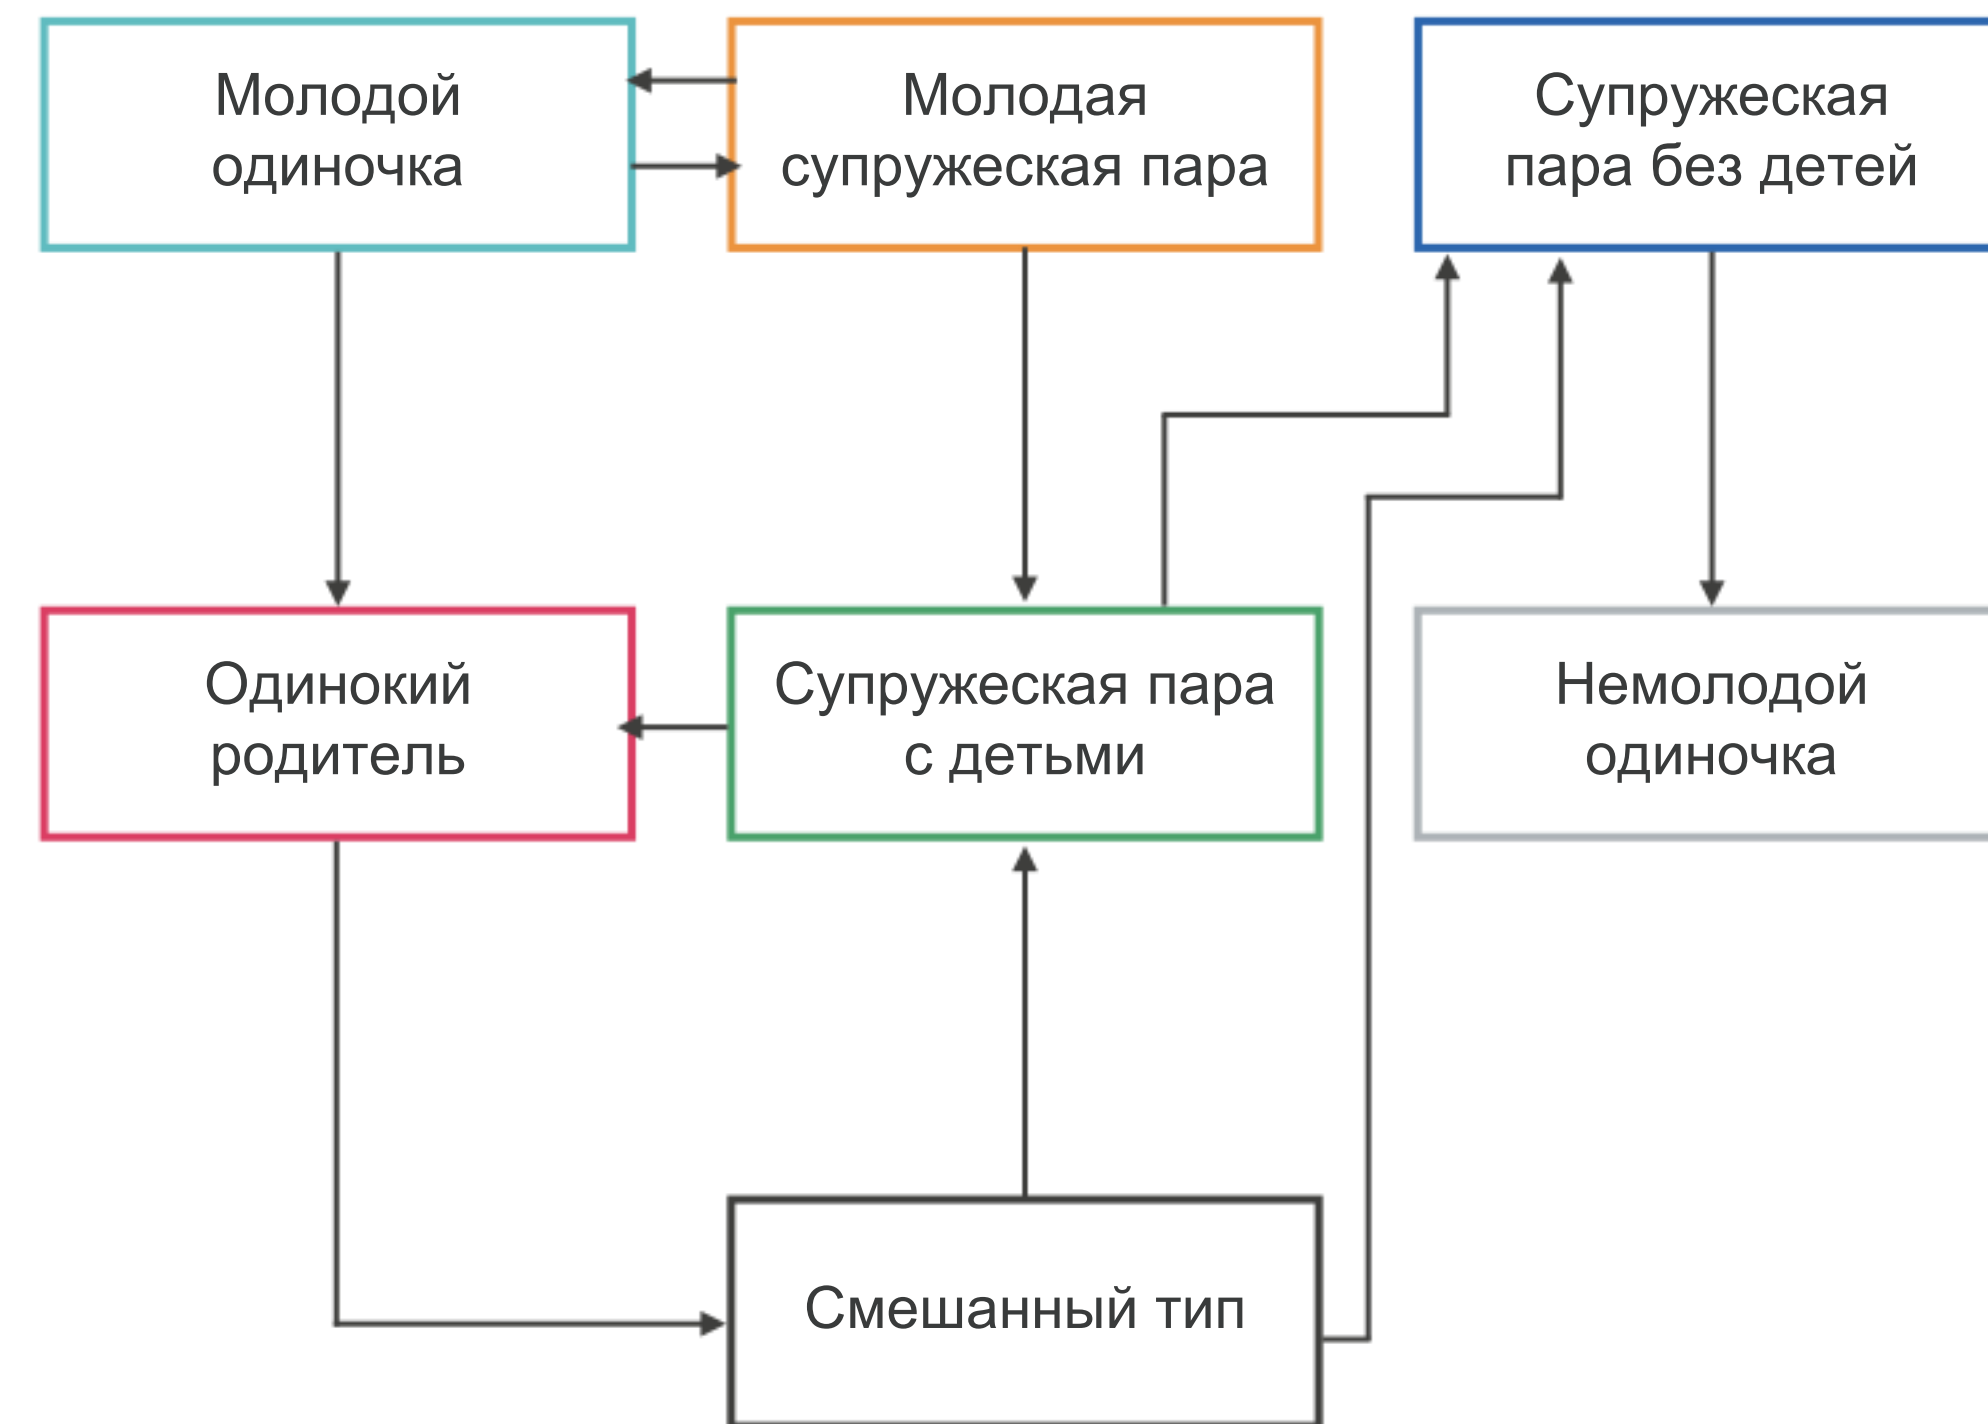 Молодой
одиночка
Молодая
супружеская пара
Супружеская
пара без детей
Одинокий
родитель
Супружеская пара
с детьми
Немолодой
одиночка
Смешанный тип